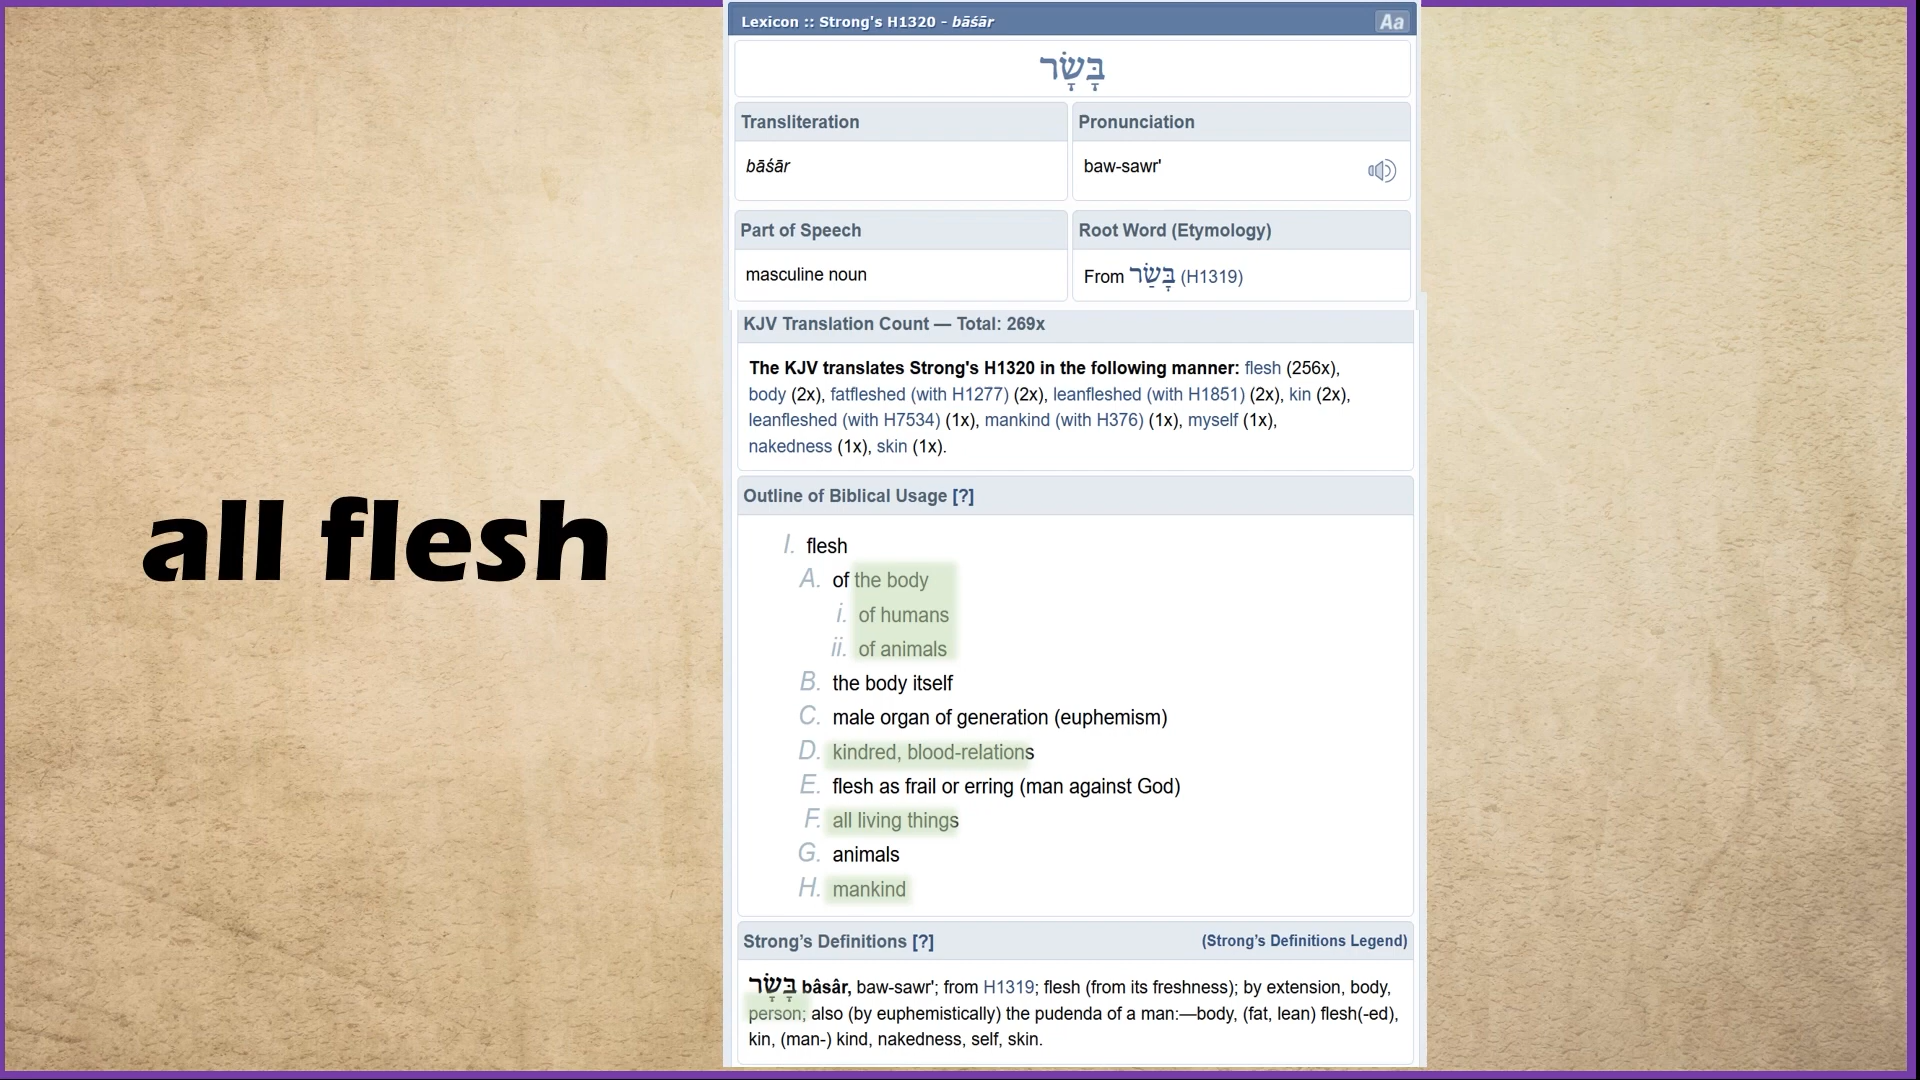 all flesh
Lexicon :: Strong's H1320 - bāśār
Aa
בָּשָׂר
Transliteration
Pronunciation
bāśār
baw-sawr'
Part of Speech
Root Word (Etymology)
masculine noun
From בָּשַׂר (H1319)
KJV Translation Count — Total: 269x
The KJV translates Strong's H1320 in the following manner: flesh (256x),
body (2x), fatfleshed (with H1277) (2x), leanfleshed (with H1851) (2x), kin (2x),
leanfleshed (with H7534) (1x), mankind (with H376) (1x), myself (1x),
nakedness (1x), skin (1x).
Outline of Biblical Usage [?]
I. flesh
A. of the body
i. of humans
ii. of animals
B. the body itself
C. male organ of generation (euphemism)
D. kindred, blood-relations
E. flesh as frail or erring (man against God)
F. all living things
G. animals
H. mankind
Strong’s Definitions [?]
(Strong’s Definitions Legend)
בָּשָׂר bâsâr, baw-sawr'; from H1319; flesh (from its freshness); by extension, body,
person; also (by euphemistically) the pudenda of a man:—body, (fat, lean) flesh(-ed),
kin, (man-) kind, nakedness, self, skin.